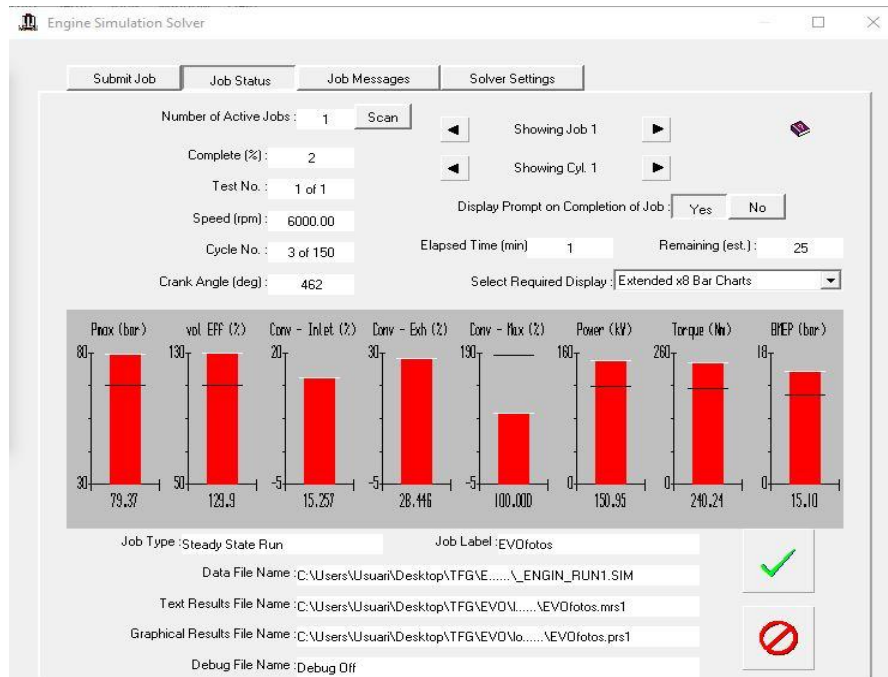 Engine Simulation Solver
Submit Job Job Status Job Messages Solver Settings
Number of Active Jobs : 1 Scan Showing Job 1
Complete (%) : 2 Showing Cyl. 1
Test No. : 1 of 1
Display Prompt on Completion of Job : Yes No
Speed (rpm) : 6000.00
Cycle No. : 3 of 150 Elapsed Time (min) 1 Remaining (est.) : 25
Crank Angle (deg) : 462 Select Required Display : Extended x8 Bar Charts
Pmax (bar) vol EFF (%) Conv - Inlet (%) Conv - Exh (%) Conv - Max (%) Power (kW) Torque (Nm) BMEP (bar)
80 130 20 30 190 160 260 18
30 50 -5 -5 -5 0 0 0
79.37 129.9 15.257 28.446 100.000 150.95 240.24 15.10
Job Type : Steady State Run Job Label : EVOfotos
Data File Name : C:\Users\Usuari\Desktop\TFG\E......\_ENGIN_RUN1.SIM
Text Results File Name : C:\Users\Usuari\Desktop\TFG\EVO\l......\EVOfotos.mrs1
Graphical Results File Name : C:\Users\Usuari\Desktop\TFG\EVO\lo......\EVOfotos.prs1
Debug File Name : Debug Off